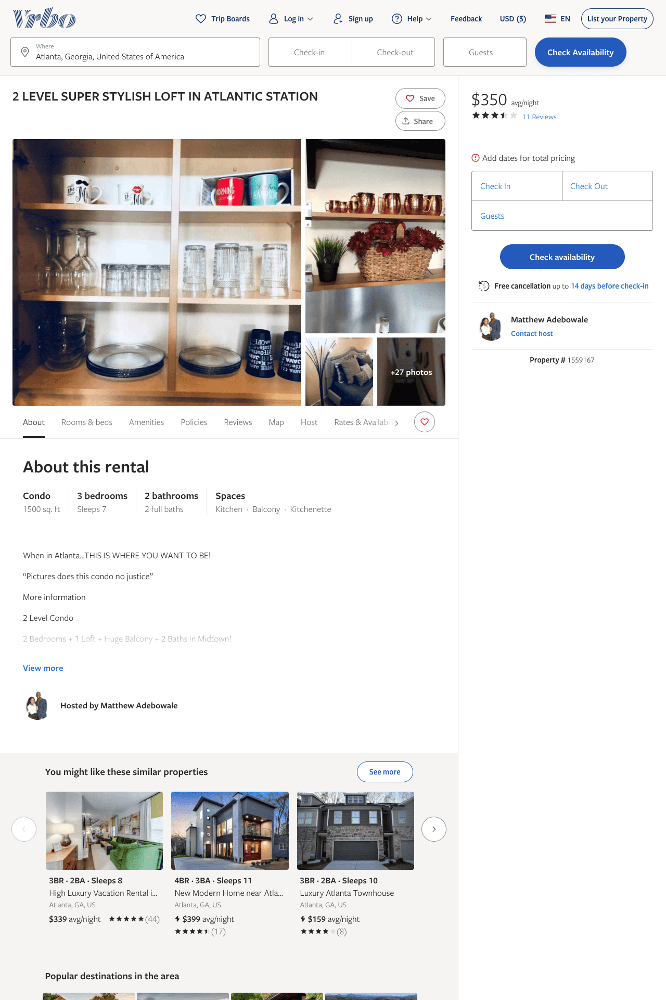 Vrbo
Trip Boards
Log in
Sign up
Help
Feedback
USD ($)
EN
List your Property
Where
Atlanta, Georgia, United States of America
Check-in
Check-out
Guests
Check Availability
2 LEVEL SUPER STYLISH LOFT IN ATLANTIC STATION
Save
Share
the Mr.
the Mrs.
MORNING
HANDSOME
+27 photos
$350 avg/night
11 Reviews
Add dates for total pricing
Check In
Check Out
Guests
Check availability
Free cancellation up to 14 days before check-in
Matthew Adebowale
Contact host
Property # 1559167
About
Rooms & beds
Amenities
Policies
Reviews
Map
Host
Rates & Availabili
About this rental
Condo
1500 sq. ft
3 bedrooms
Sleeps 7
2 bathrooms
2 full baths
Spaces
Kitchen · Balcony · Kitchenette
When in Atlanta...THIS IS WHERE YOU WANT TO BE!
“Pictures does this condo no justice”
More information
2 Level Condo
2 Bedrooms + 1 Loft + Huge Balcony + 2 Baths in Midtown!
View more
Hosted by Matthew Adebowale
You might like these similar properties
See more
3BR · 2BA · Sleeps 8
High Luxury Vacation Rental i...
Atlanta, GA, US
$339 avg/night
(44)
4BR · 3BA · Sleeps 11
New Modern Home near Atla...
Atlanta, GA, US
$399 avg/night
(17)
3BR · 2BA · Sleeps 10
Luxury Atlanta Townhouse
Atlanta, GA, US
$159 avg/night
(8)
Popular destinations in the area